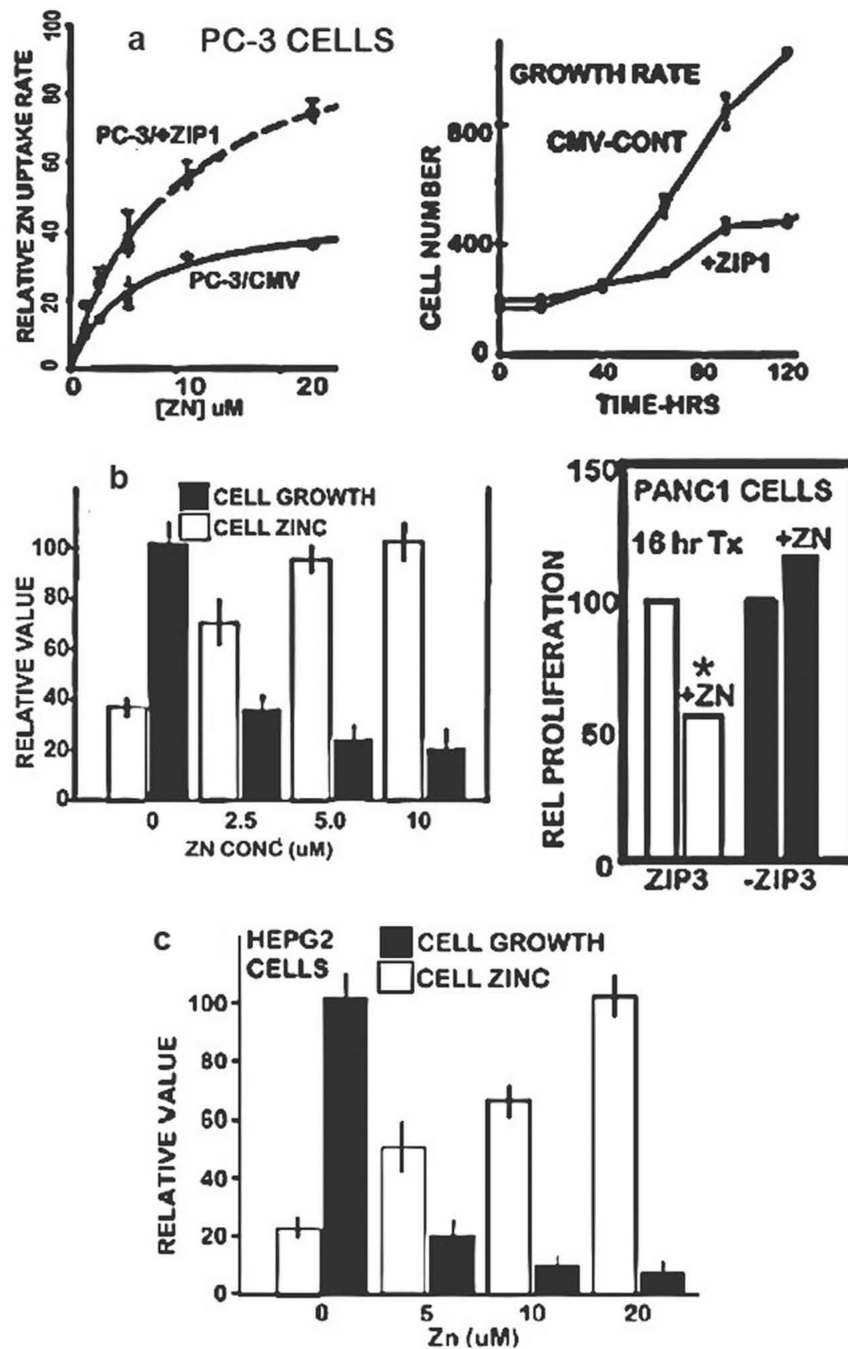 a
PC-3 CELLS
RELATIVE ZN UPTAKE RATE
100
80
60
40
20
0
PC-3/+ZIP1
PC-3/CMV
0
10
20
[ZN] uM
GROWTH RATE
CMV-CONT
+ZIP1
CELL NUMBER
800
400
0
0
40
80
120
TIME-HRS
b
CELL GROWTH
CELL ZINC
RELATIVE VALUE
100
80
60
40
20
0
0
2.5
5.0
10
ZN CONC (uM)
PANC1 CELLS
16 hr Tx
+ZN
*
+ZN
REL PROLIFERATION
150
100
50
0
ZIP3
-ZIP3
c
HEPG2
CELLS
CELL GROWTH
CELL ZINC
RELATIVE VALUE
100
80
60
40
20
0
0
5
10
20
Zn (uM)